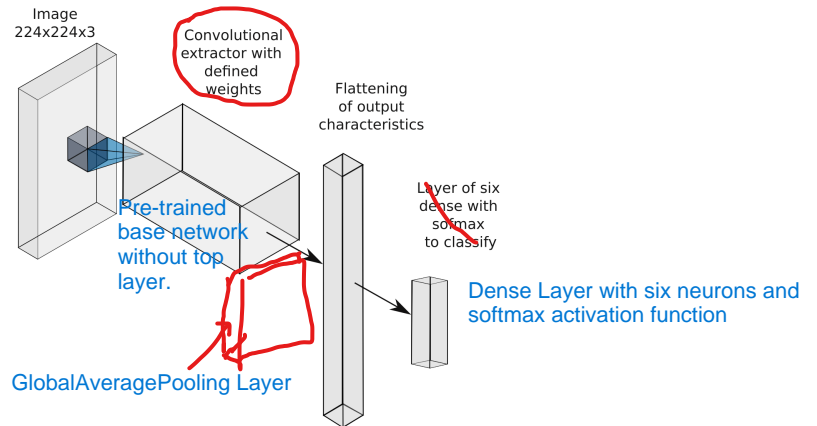 Image
224x224x3
Convolutional
extractor with
defined
weights
Flattening
of output
characteristics
Layer of six
dense with
sofmax
to classify
Pre-trained
base network
without top
layer.
Dense Layer with six neurons and
softmax activation function
GlobalAveragePooling Layer